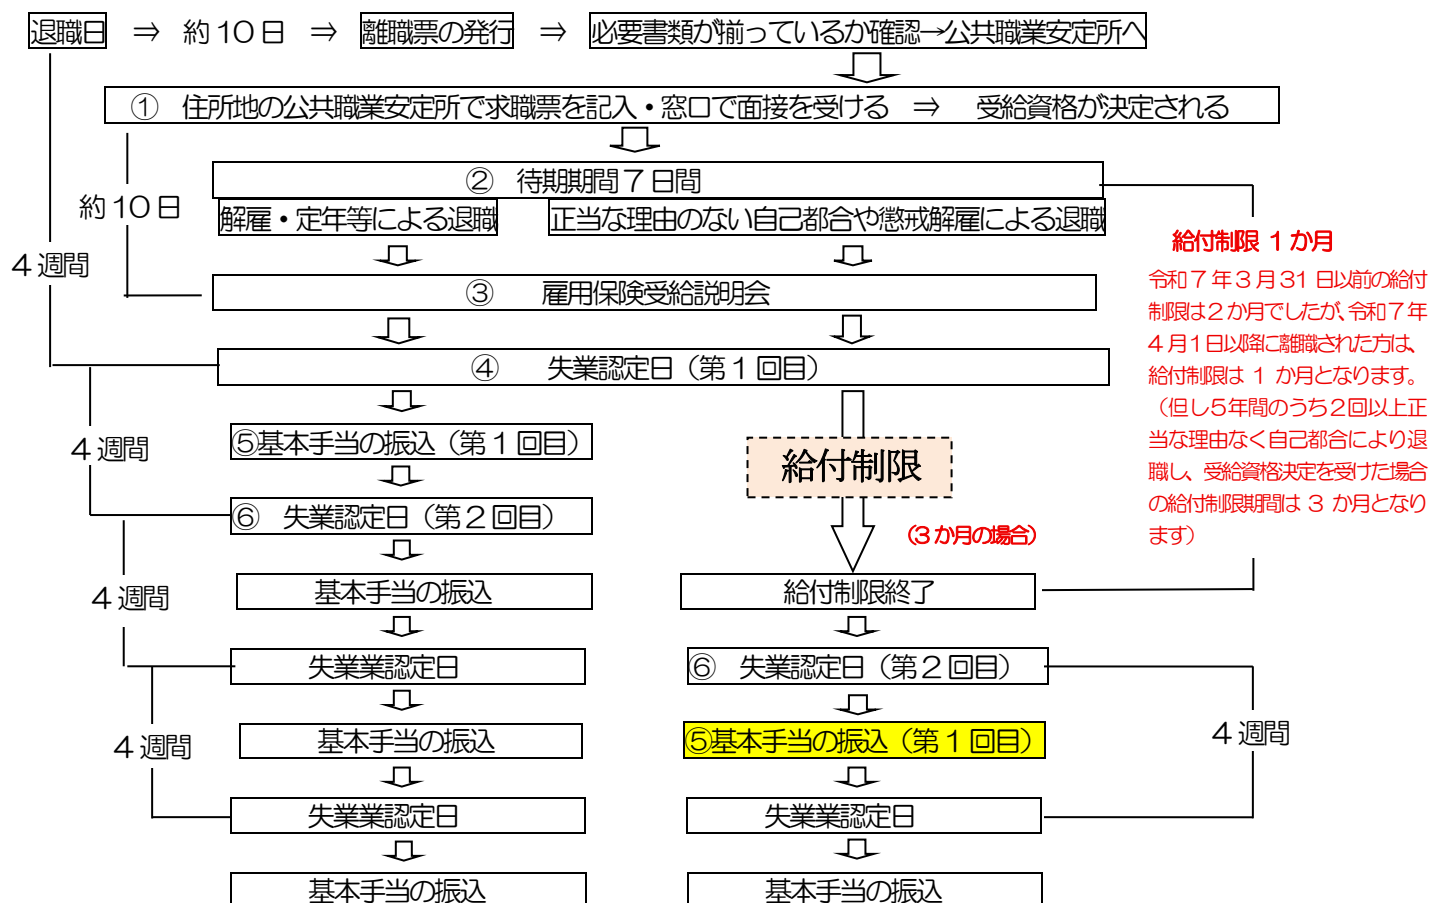 退職日 ⇒ 約10日 ⇒ 離職票の発行 ⇒ 必要書類が揃っているか確認→公共職業安定所へ
① 住所地の公共職業安定所で求職票を記入・窓口で面接を受ける ⇒ 受給資格が決定される
② 待期期間7日間
約10日
解雇・定年等による退職
正当な理由のない自己都合や懲戒解雇による退職
4週間
③ 雇用保険受給説明会
④ 失業認定日（第1回目）
給付制限 1か月
令和7年3月31日以前の給付
制限は2か月でしたが、令和7年
4月1日以降に離職された方は、
給付制限は 1 か月となります。
（但し5年間のうち2回以上正
当な理由なく自己都合により退
職し、受給資格決定を受けた場合
の給付制限期間は 3 か月となり
ます）
4週間
⑤基本手当の振込（第1回目）
給付制限
⑥ 失業認定日（第2回目）
（3か月の場合）
4週間
基本手当の振込
給付制限終了
失業業認定日
⑥ 失業認定日（第2回目）
4週間
基本手当の振込
⑤基本手当の振込（第1回目）
4週間
失業業認定日
失業業認定日
基本手当の振込
基本手当の振込